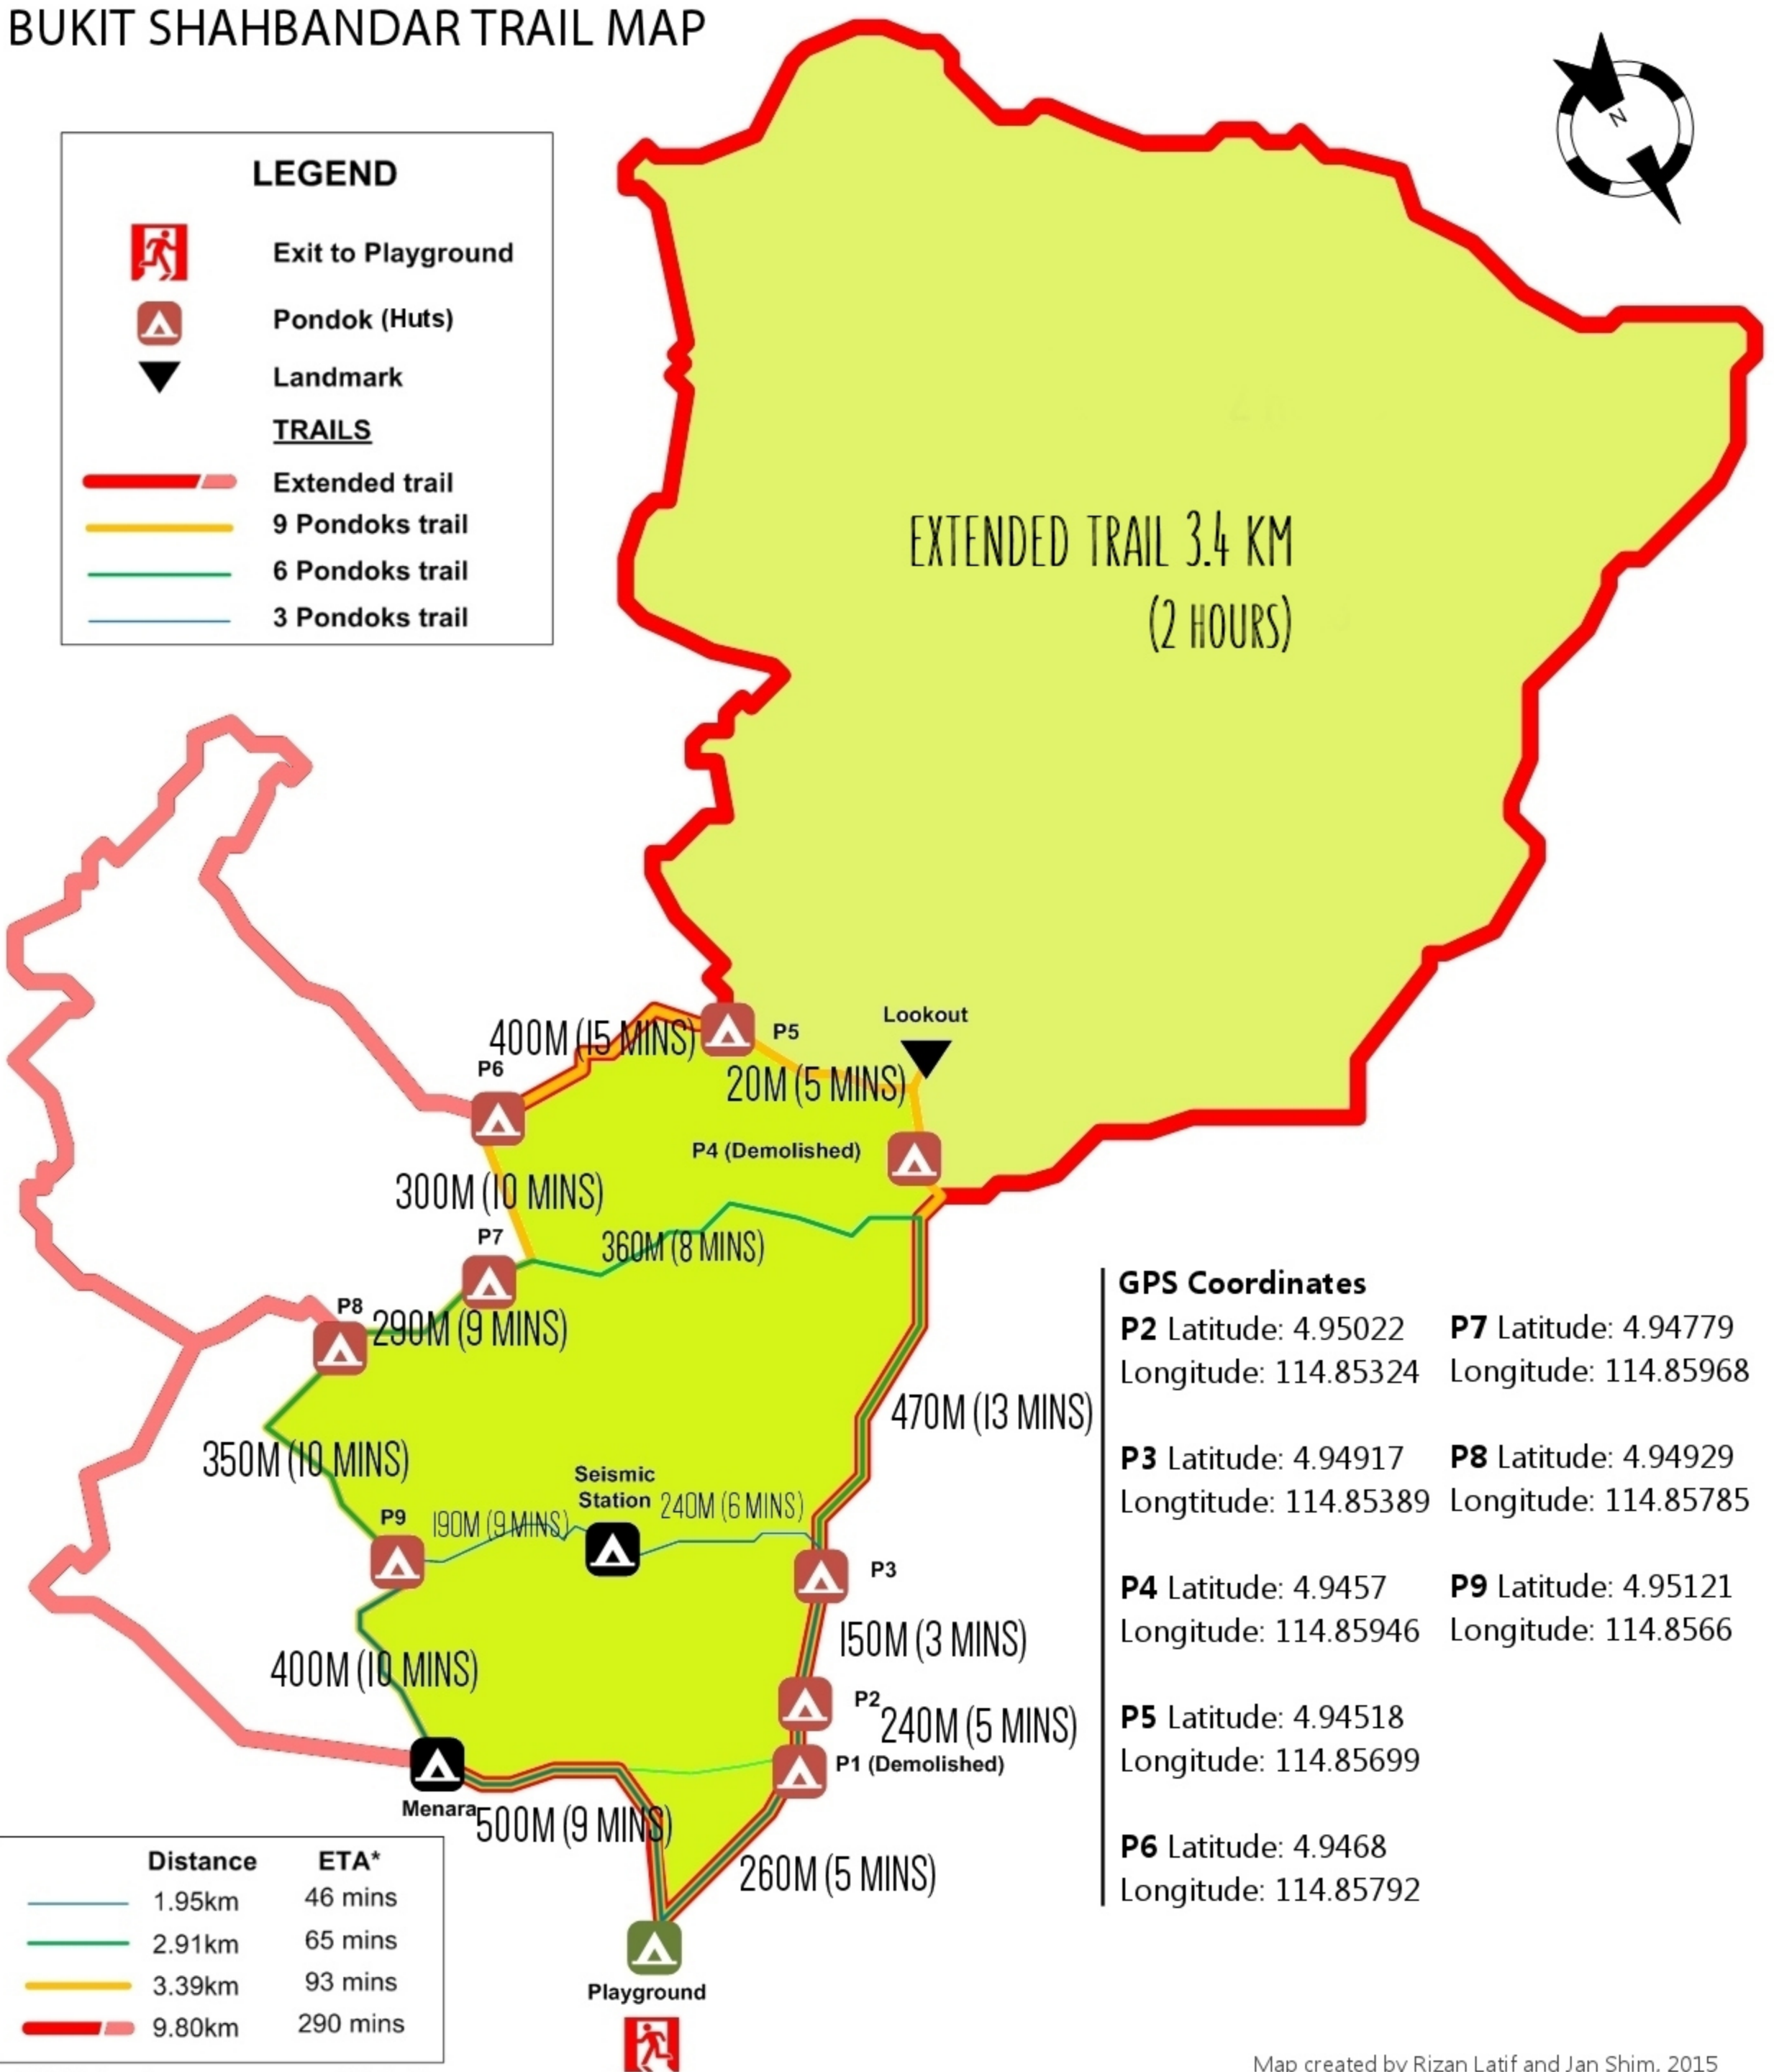 BUKIT SHAHBANDAR TRAIL MAP
N
LEGEND
Exit to Playground
Pondok (Huts)
Landmark
TRAILS
Extended trail
9 Pondoks trail
6 Pondoks trail
3 Pondoks trail
EXTENDED TRAIL 3.4 KM
(2 HOURS)
Lookout
P5
400M (15 MINS)
P6
20M (5 MINS)
P4 (Demolished)
300M (10 MINS)
P7
360M (8 MINS)
P8
290M (9 MINS)
470M (13 MINS)
350M (10 MINS)
Seismic
Station
240M (6 MINS)
P9
190M (9 MINS)
P3
150M (3 MINS)
400M (10 MINS)
P2
240M (5 MINS)
P1 (Demolished)
Menara
500M (9 MINS)
260M (5 MINS)
Playground
GPS Coordinates
P2 Latitude: 4.95022
Longitude: 114.85324
P3 Latitude: 4.94917
Longtitude: 114.85389
P4 Latitude: 4.9457
Longitude: 114.85946
P5 Latitude: 4.94518
Longitude: 114.85699
P6 Latitude: 4.9468
Longitude: 114.85792
P7 Latitude: 4.94779
Longitude: 114.85968
P8 Latitude: 4.94929
Longitude: 114.85785
P9 Latitude: 4.95121
Longitude: 114.8566
Distance ETA*
1.95km 46 mins
2.91km 65 mins
3.39km 93 mins
9.80km 290 mins
Map created by Rizan Latif and Jan Shim, 2015